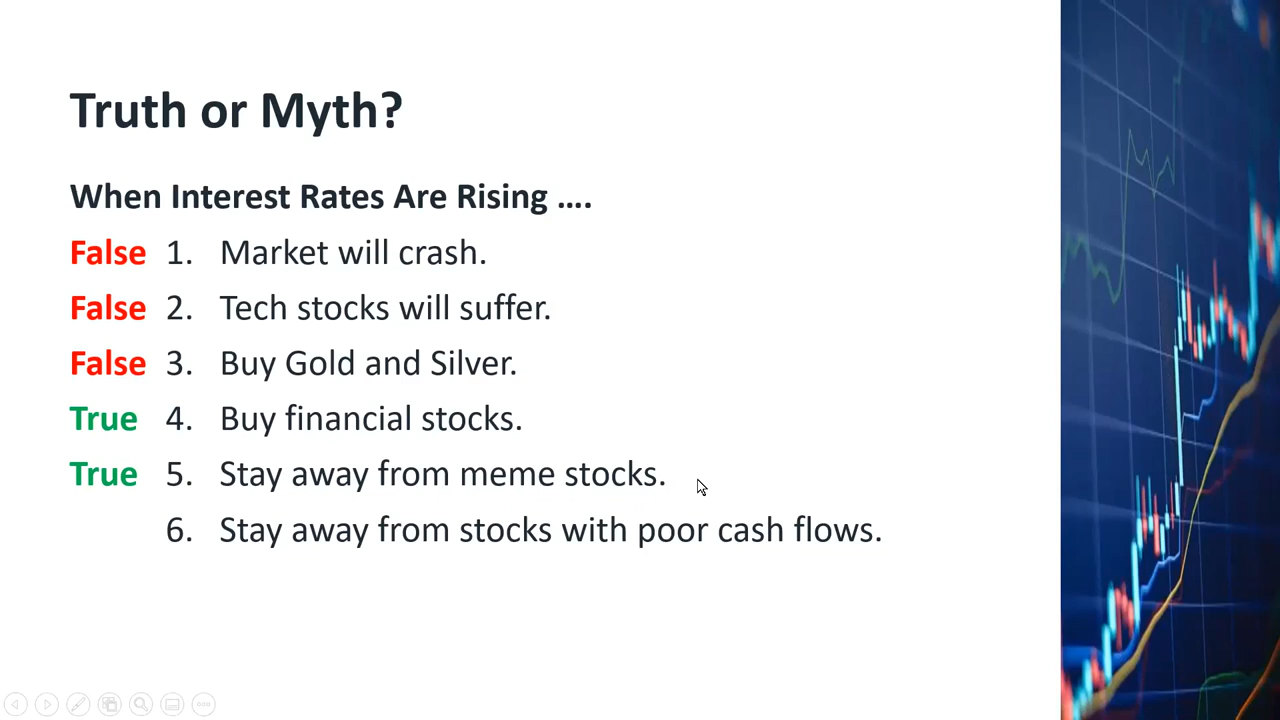 Truth or Myth?
When Interest Rates Are Rising ....
False 1. Market will crash.
False 2. Tech stocks will suffer.
False 3. Buy Gold and Silver.
True 4. Buy financial stocks.
True 5. Stay away from meme stocks.
6. Stay away from stocks with poor cash flows.